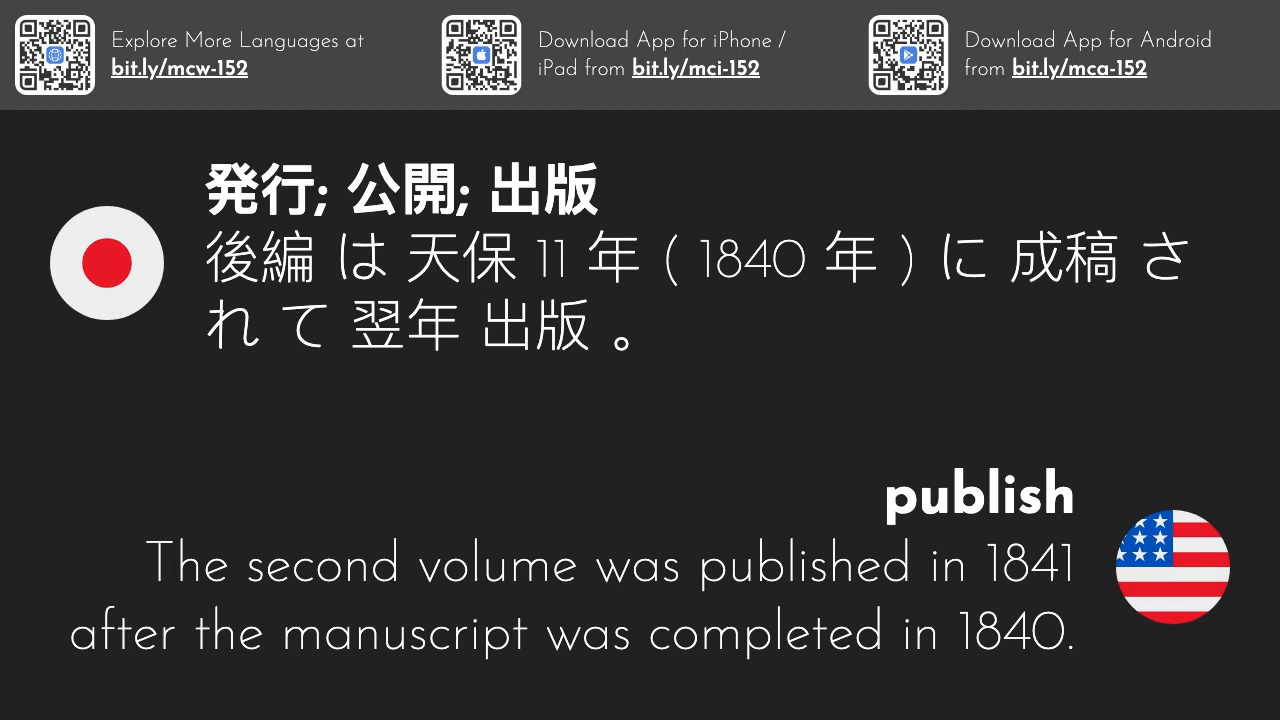 Explore More Languages at
bit.ly/mcw-152
Download App for iPhone /
iPad from bit.ly/mci-152
Download App for Android
from bit.ly/mca-152
発行; 公開; 出版
後編 は 天保 11 年 ( 1840 年 ) に 成稿 さ
れ て 翌年 出版 。
publish
The second volume was published in 1841
after the manuscript was completed in 1840.